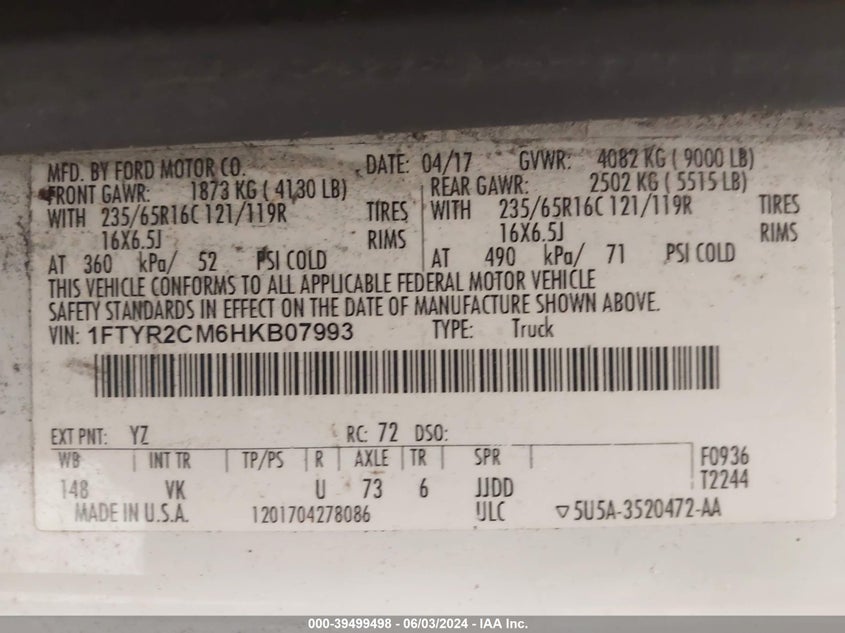 MFD. BY FORD MOTOR CO. DATE: 04/17 GVWR: 4082 KG ( 9000 LB)
FRONT GAWR: 1873 KG ( 4130 LB) REAR GAWR: 2502 KG ( 5515 LB)
WITH 235/65R16C 121/119R TIRES WITH 235/65R16C 121/119R TIRES
16X6.5J RIMS 16X6.5J RIMS
AT 360 kPa/ 52 PSI COLD AT 490 kPa/ 71 PSI COLD
THIS VEHICLE CONFORMS TO ALL APPLICABLE FEDERAL MOTOR VEHICLE
SAFETY STANDARDS IN EFFECT ON THE DATE OF MANUFACTURE SHOWN ABOVE.
VIN: 1FTYR2CM6HKB07993 TYPE: Truck
EXT PNT: YZ RC: 72 DSO:
WB INT TR TP/PS R AXLE TR SPR F0936
148 VK U 73 6 JJDD T2244
MADE IN U.S.A. 1201704278086 ULC ▽5U5A-3520472-AA
000-39499498 - 06/03/2024 - IAA Inc.